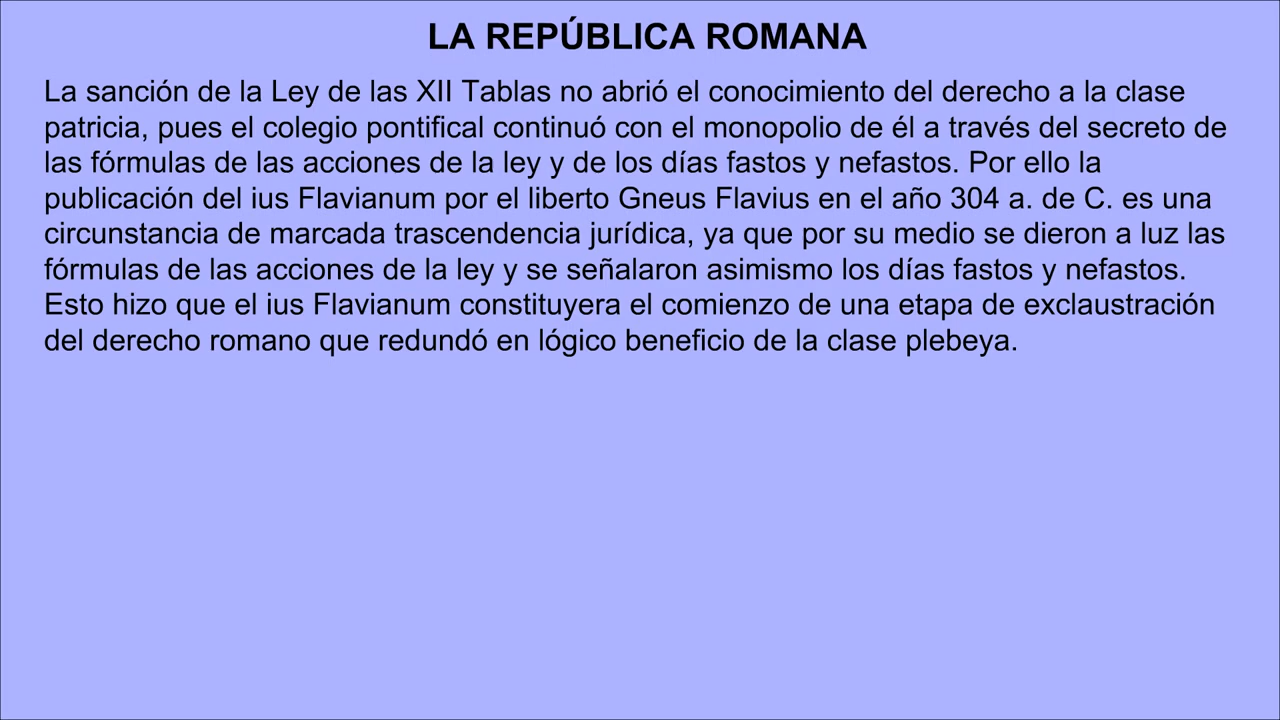 LA REPÚBLICA ROMANA
La sanción de la Ley de las XII Tablas no abrió el conocimiento del derecho a la clase
patricia, pues el colegio pontifical continuó con el monopolio de él a través del secreto de
las fórmulas de las acciones de la ley y de los días fastos y nefastos. Por ello la
publicación del ius Flavianum por el liberto Gneus Flavius en el año 304 a. de C. es una
circunstancia de marcada trascendencia jurídica, ya que por su medio se dieron a luz las
fórmulas de las acciones de la ley y se señalaron asimismo los días fastos y nefastos.
Esto hizo que el ius Flavianum constituyera el comienzo de una etapa de exclaustración
del derecho romano que redundó en lógico beneficio de la clase plebeya.